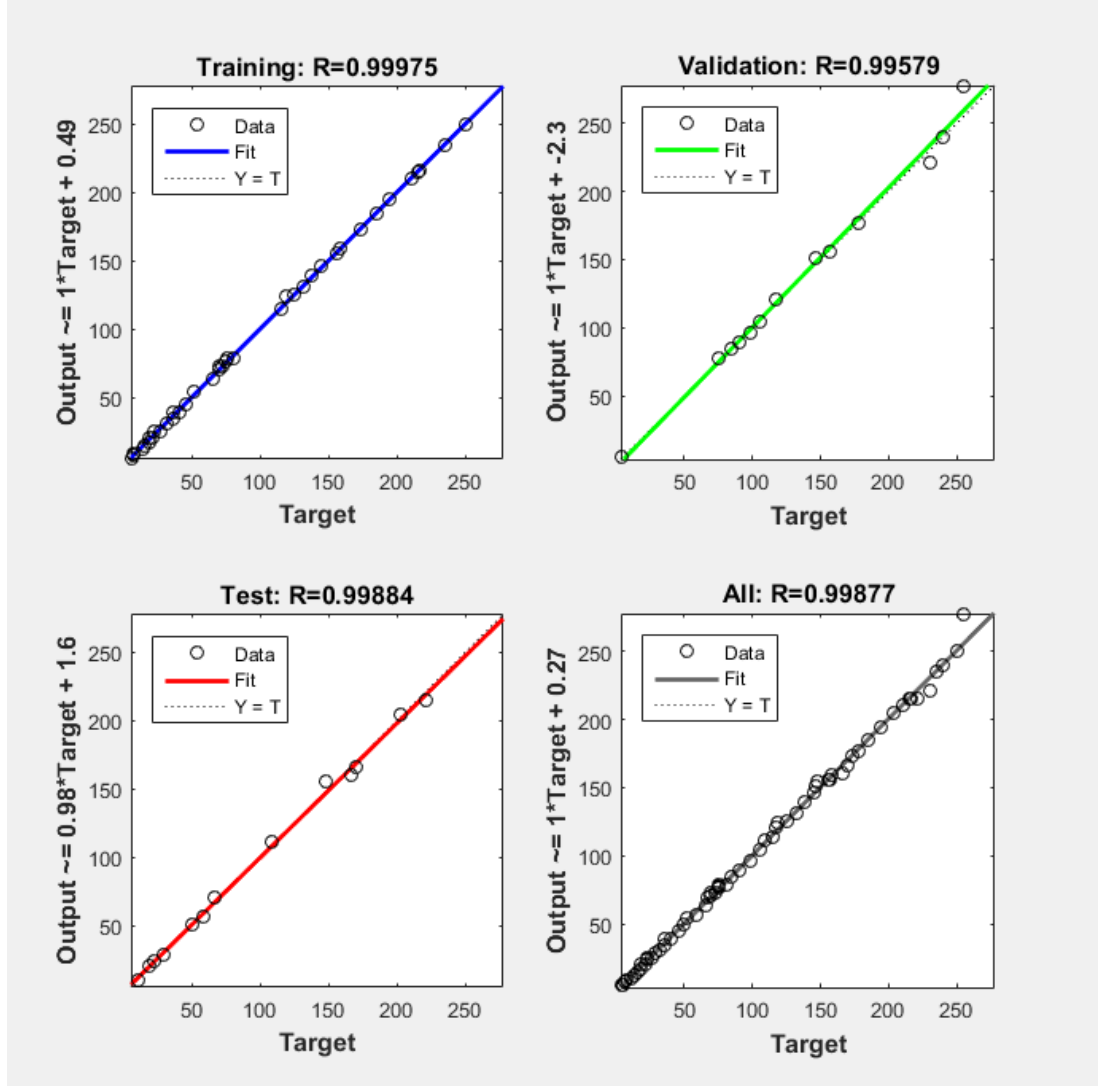 Training: R=0.99975
Output ~= 1*Target + 0.49
250
200
150
100
50
Data
Fit
Y = T
50 100 150 200 250
Target
Validation: R=0.99579
Output ~= 1*Target + -2.3
250
200
150
100
50
Data
Fit
Y = T
50 100 150 200 250
Target
Test: R=0.99884
Output ~= 0.98*Target + 1.6
250
200
150
100
50
Data
Fit
Y = T
50 100 150 200 250
Target
All: R=0.99877
Output ~= 1*Target + 0.27
250
200
150
100
50
Data
Fit
Y = T
50 100 150 200 250
Target